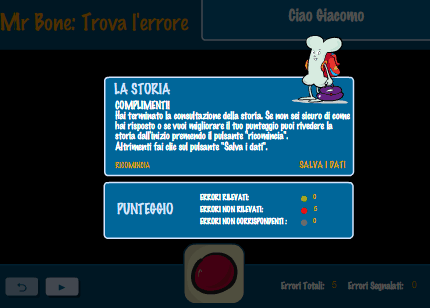 Mr Bone: Trova l'errore
Ciao Giacomo
LA STORIA
COMPLIMENTI!
Hai terminato la consultazione della storia. Se non sei sicuro di come
hai risposto o se vuoi migliorare il tuo punteggio puoi rivedere la
storia dall'inizio premendo il pulsante "ricomincia".
Altrimenti fai clic sul pulsante "Salva i dati".
RICOMINCIA
SALVA I DATI
PUNTEGGIO
ERRORI RILEVATI: 0
ERRORI NON RILEVATI: 5
ERRORI NON CORRISPONDENTI: 0
Errori Totali: 5 Errori Segnalati: 0